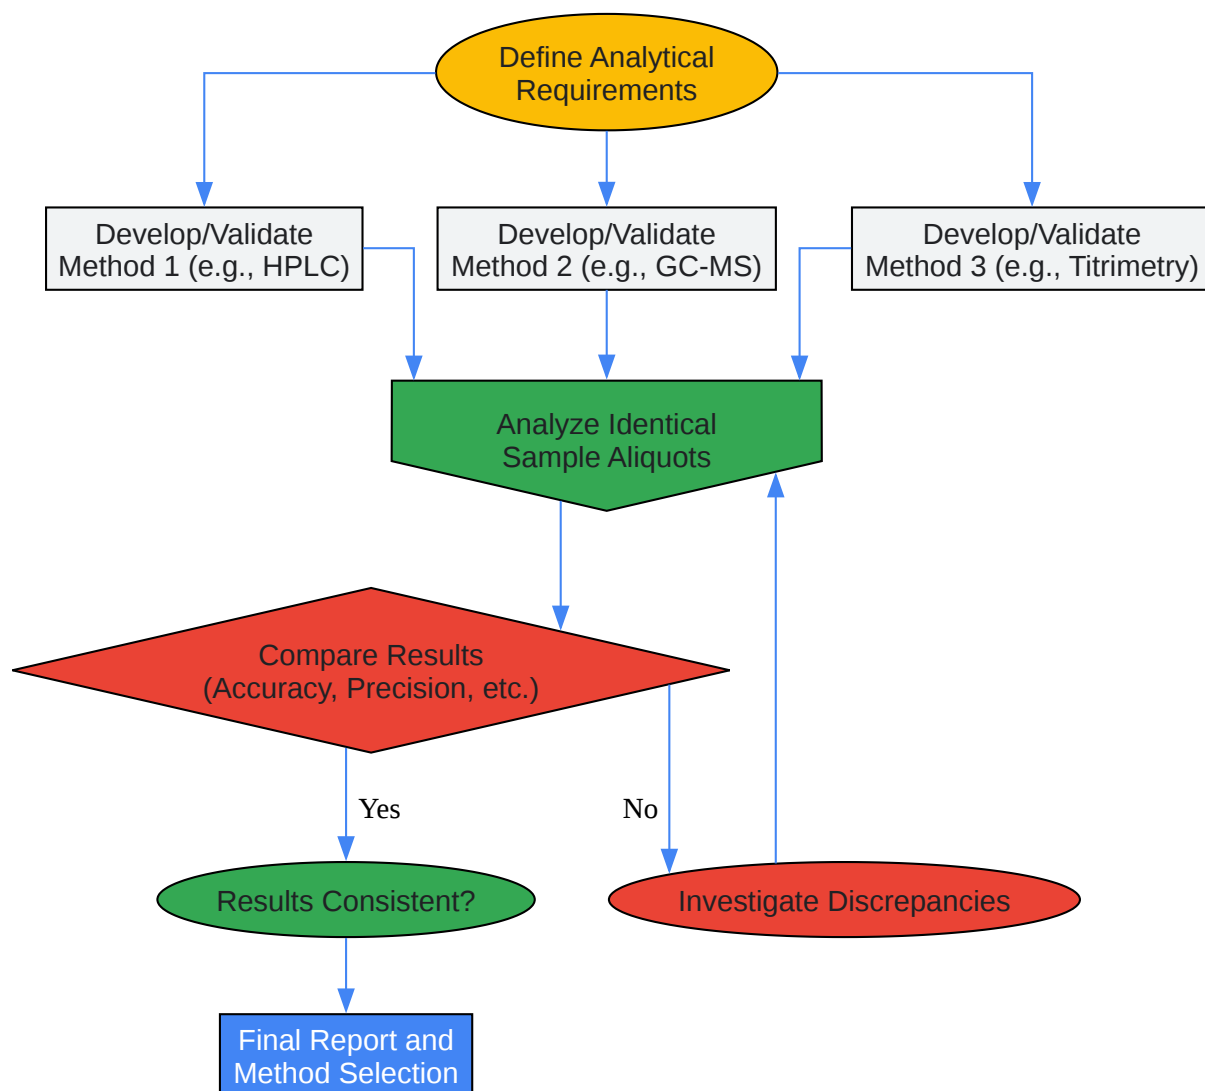 Define Analytical
Requirements
Develop/Validate
Method 1 (e.g., HPLC)
Develop/Validate
Method 2 (e.g., GC-MS)
Develop/Validate
Method 3 (e.g., Titrimetry)
Analyze Identical
Sample Aliquots
Compare Results
(Accuracy, Precision, etc.)
Yes
No
Results Consistent?
Investigate Discrepancies
Final Report and
Method Selection